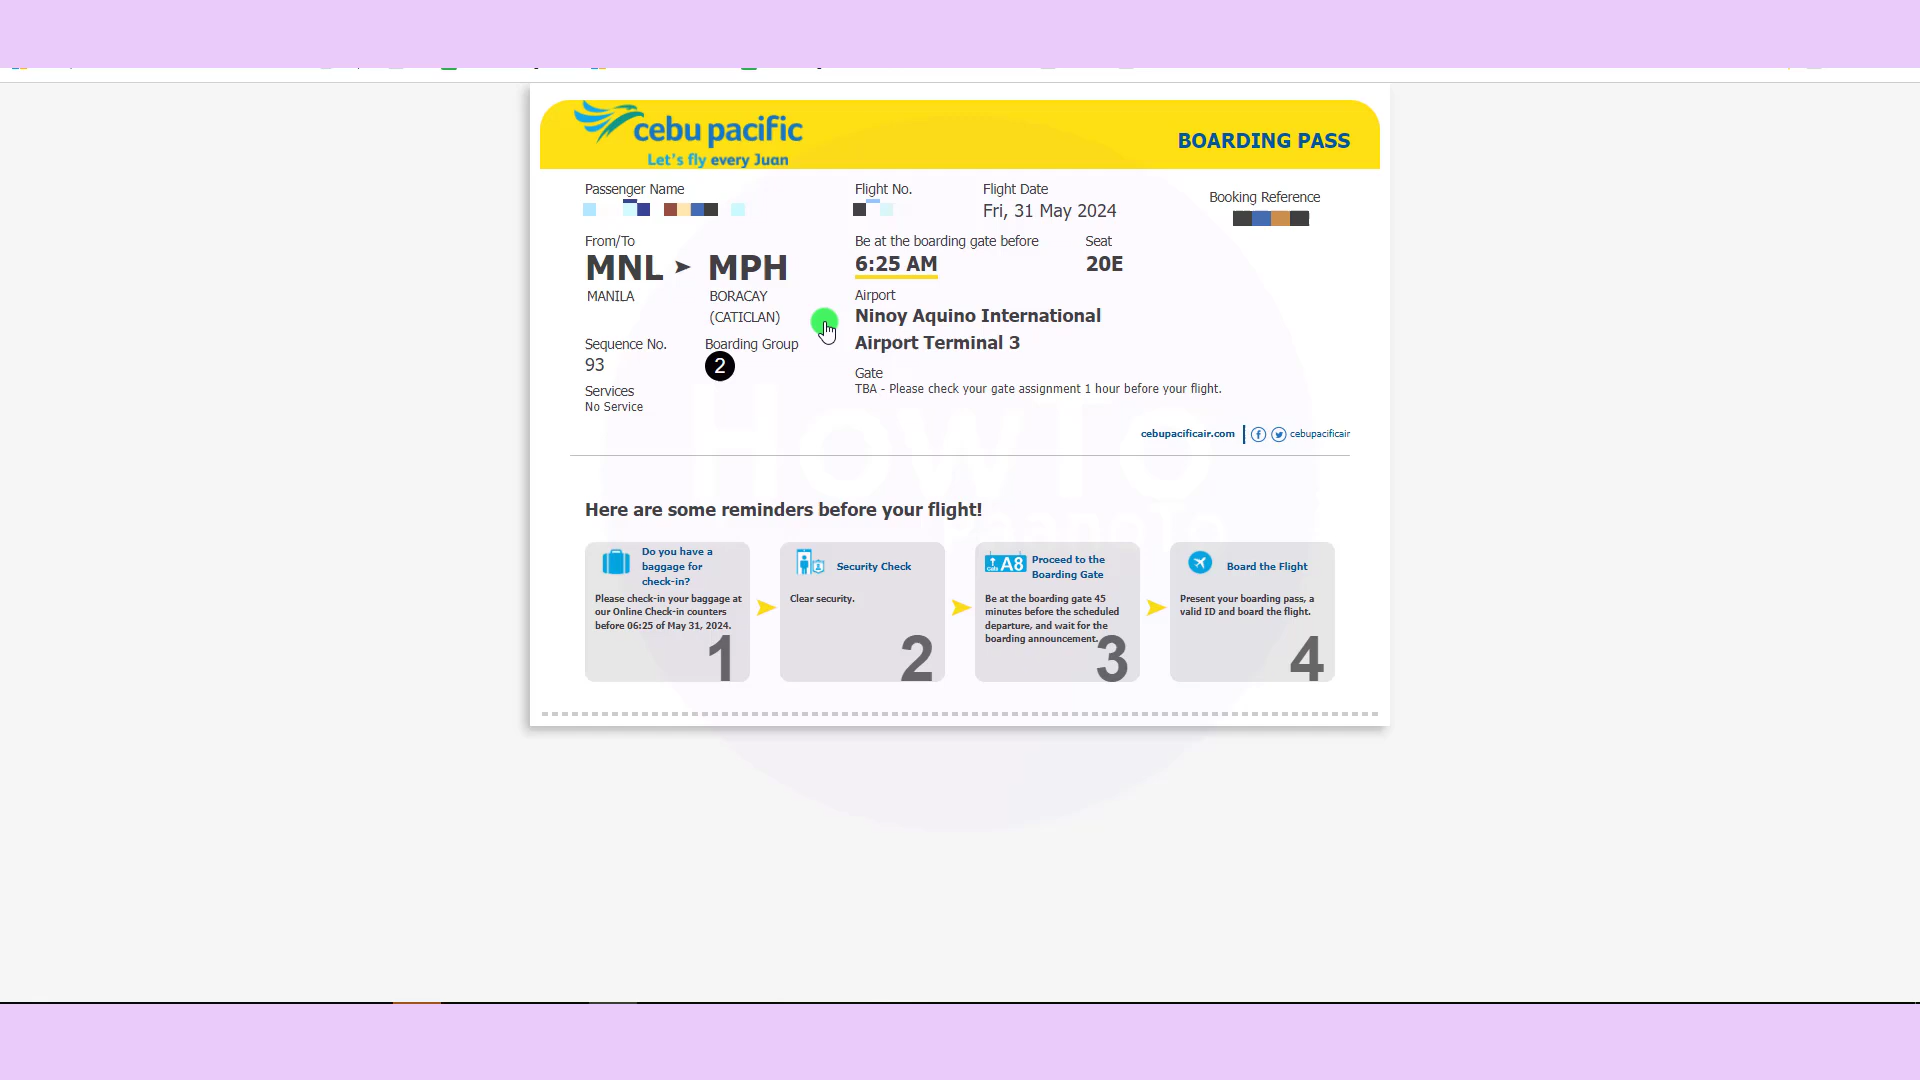 cebu pacific
Let's fly every Juan
BOARDING PASS
Passenger Name
Flight No.
Flight Date
Fri, 31 May 2024
Booking Reference
From/To
MNL ➤ MPH
MANILA
BORACAY
(CATICLAN)
Be at the boarding gate before
6:25 AM
Seat
20E
Airport
Ninoy Aquino International
Airport Terminal 3
Sequence No.
93
Boarding Group
2
Gate
TBA - Please check your gate assignment 1 hour before your flight.
Services
No Service
cebupacificair.com
cebupacificair
HowTo
PaanoTo
Here are some reminders before your flight!
Do you have a
baggage for
check-in?
Please check-in your baggage at
our Online Check-in counters
before 06:25 of May 31, 2024.
1
Security Check
Clear security.
2
Gate A8
Proceed to the
Boarding Gate
Be at the boarding gate 45
minutes before the scheduled
departure, and wait for the
boarding announcement.
3
Board the Flight
Present your boarding pass, a
valid ID and board the flight.
4